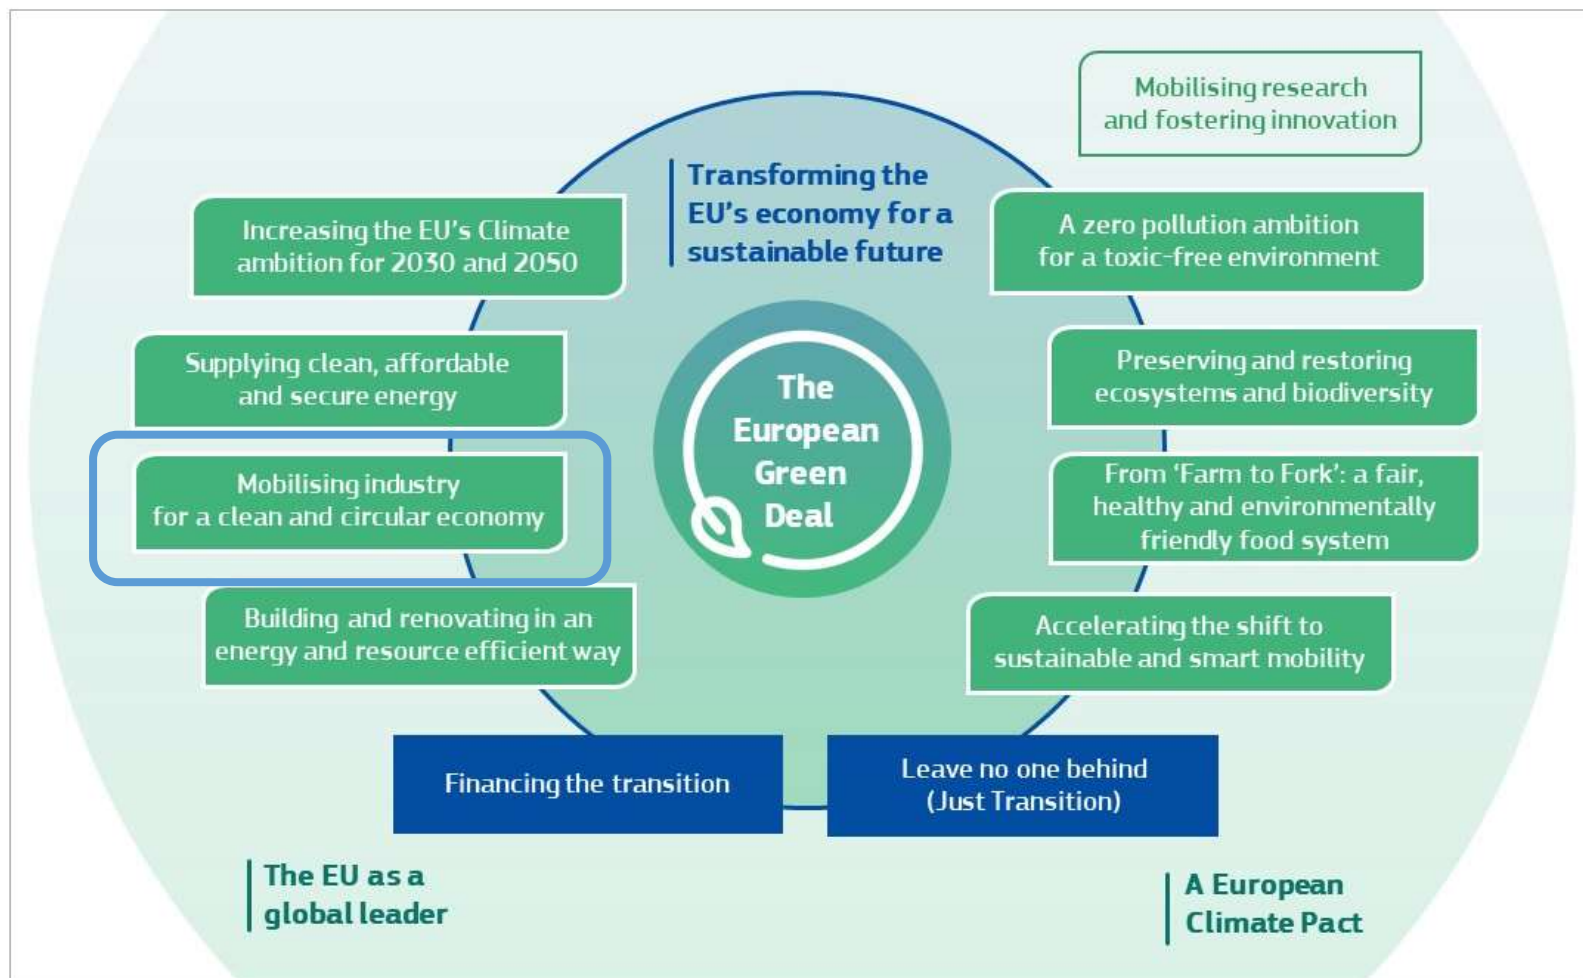 Mobilising research
and fostering innovation
Transforming the
EU's economy for a
sustainable future
Increasing the EU's Climate
ambition for 2030 and 2050
A zero pollution ambition
for a toxic-free environment
Supplying clean, affordable
and secure energy
Preserving and restoring
ecosystems and biodiversity
The
European
Green
Deal
Mobilising industry
for a clean and circular economy
From ‘Farm to Fork’: a fair,
healthy and environmentally
friendly food system
Building and renovating in an
energy and resource efficient way
Accelerating the shift to
sustainable and smart mobility
Financing the transition
Leave no one behind
(Just Transition)
The EU as a
global leader
A European
Climate Pact